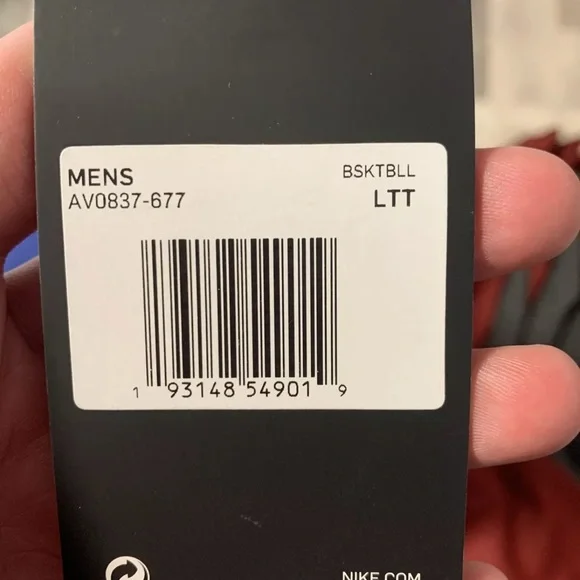 MENS
BSKTBLL
AV0837-677
LTT
1 93148 54901 9
NIKE.COM